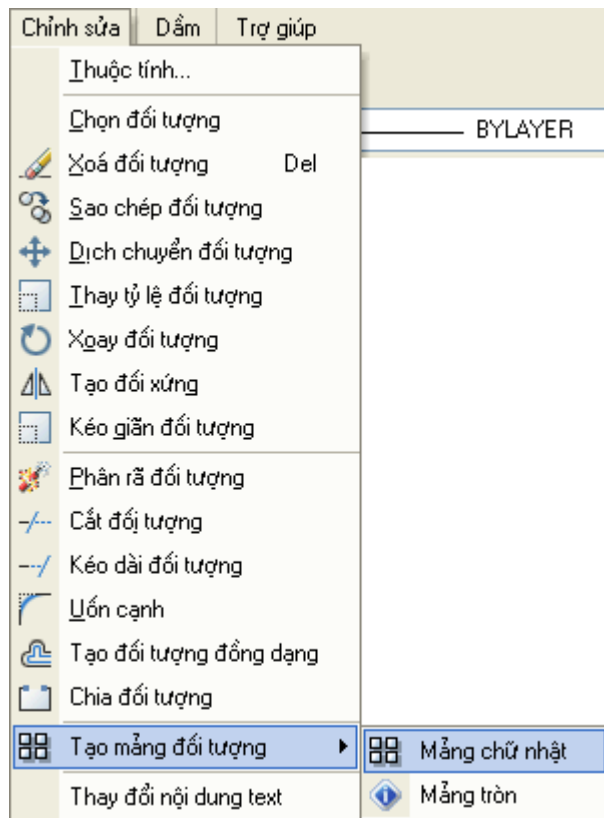 Chỉnh sửa Dầm Trợ giúp
Thuộc tính...
Chọn đối tượng
BYLAYER
Xoá đối tượng Del
Sao chép đối tượng
Dịch chuyển đối tượng
Thay tỷ lệ đối tượng
Xoay đối tượng
Tạo đối xứng
Kéo giãn đối tượng
Phân rã đối tượng
Cắt đối tượng
Kéo dài đối tượng
Uốn cạnh
Tạo đối tượng đồng dạng
Chia đối tượng
Tạo mảng đối tượng Mảng chữ nhật
Thay đổi nội dung text Mảng tròn